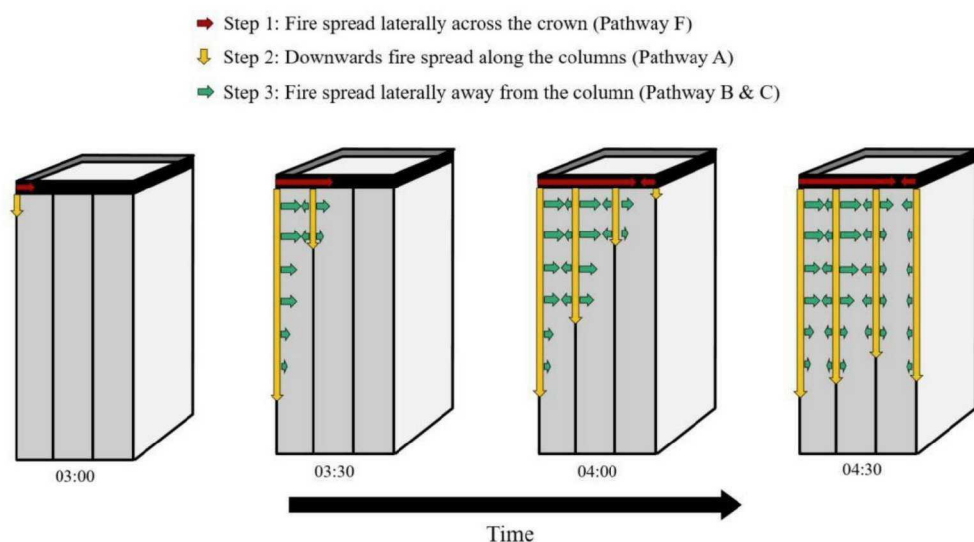 Step 1: Fire spread laterally across the crown (Pathway F)
Step 2: Downwards fire spread along the columns (Pathway A)
Step 3: Fire spread laterally away from the column (Pathway B & C)
03:00
03:30
04:00
04:30
Time